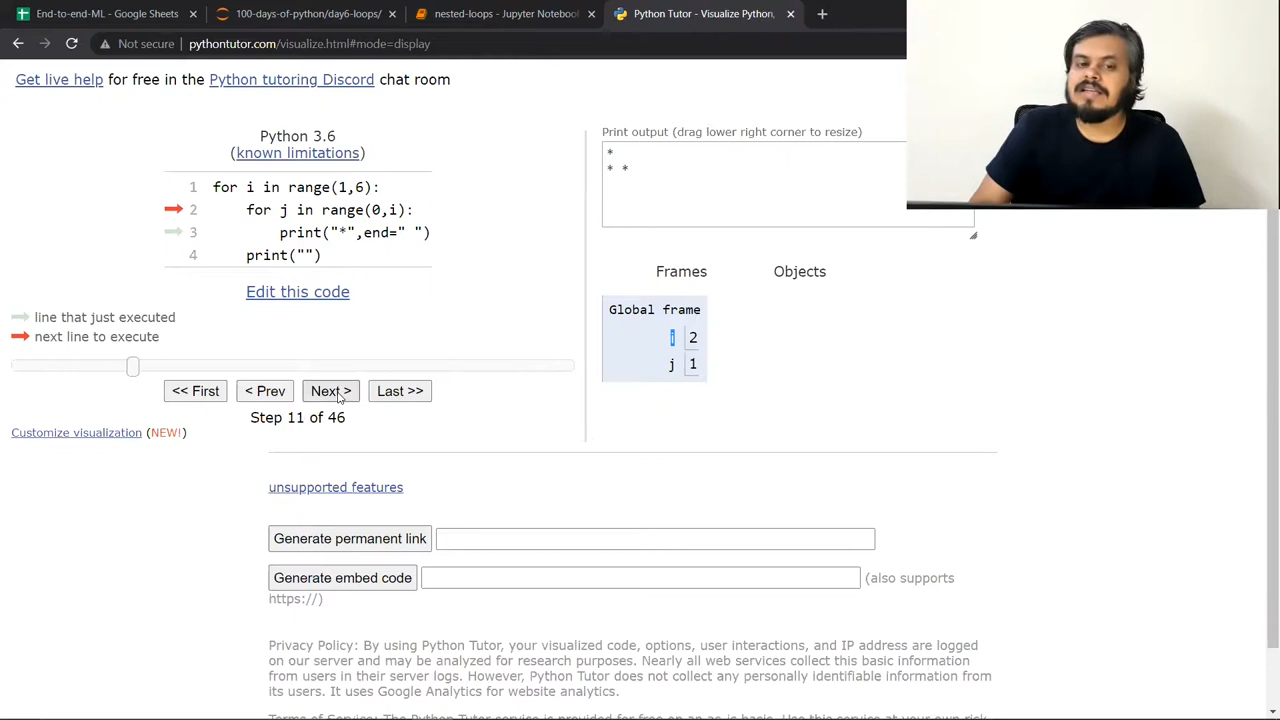 End-to-end-ML - Google Sheets
100-days-of-python/day6-loops/
nested-loops - Jupyter Notebook
Python Tutor - Visualize Python,
Not secure pythontutor.com/visualize.html#mode=display
Get live help for free in the Python tutoring Discord chat room
Python 3.6
(known limitations)
1 for i in range(1,6):
2 for j in range(0,i):
3 print("*",end=" ")
4 print("")
Edit this code
line that just executed
next line to execute
<< First < Prev Next > Last >>
Step 11 of 46
Customize visualization (NEW!)
Print output (drag lower right corner to resize)
*
* *
Frames Objects
Global frame
i 2
j 1
unsupported features
Generate permanent link
Generate embed code (also supports
https://)
Privacy Policy: By using Python Tutor, your visualized code, options, user interactions, and IP address are logged
on our server and may be analyzed for research purposes. Nearly all web services collect this basic information
from users in their server logs. However, Python Tutor does not collect any personally identifiable information from
its users. It uses Google Analytics for website analytics.